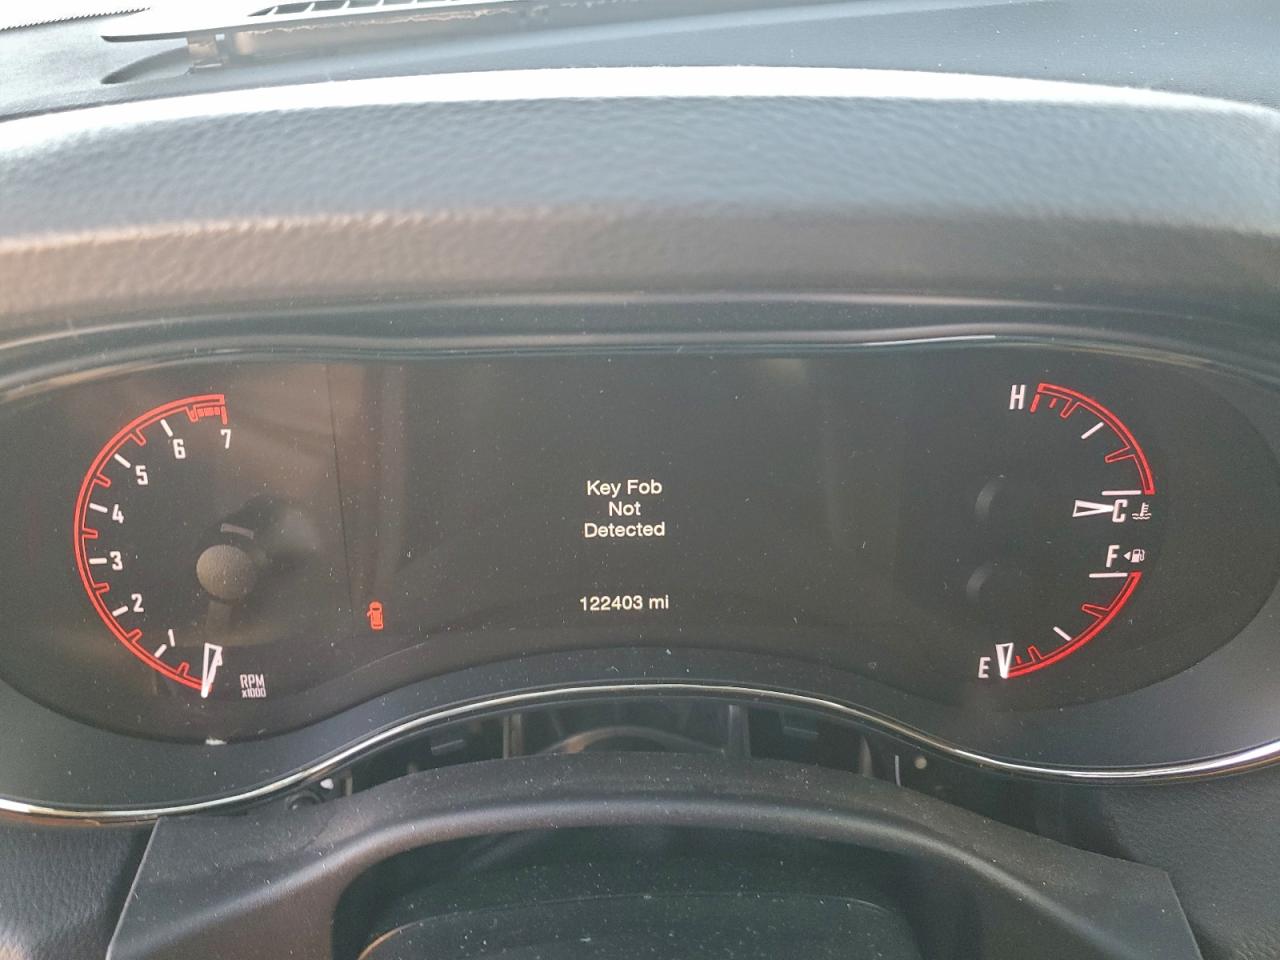 7
6
5
4
3
2
1
RPM
x1000
Key Fob
Not
Detected
122403 mi
H
C
F
E